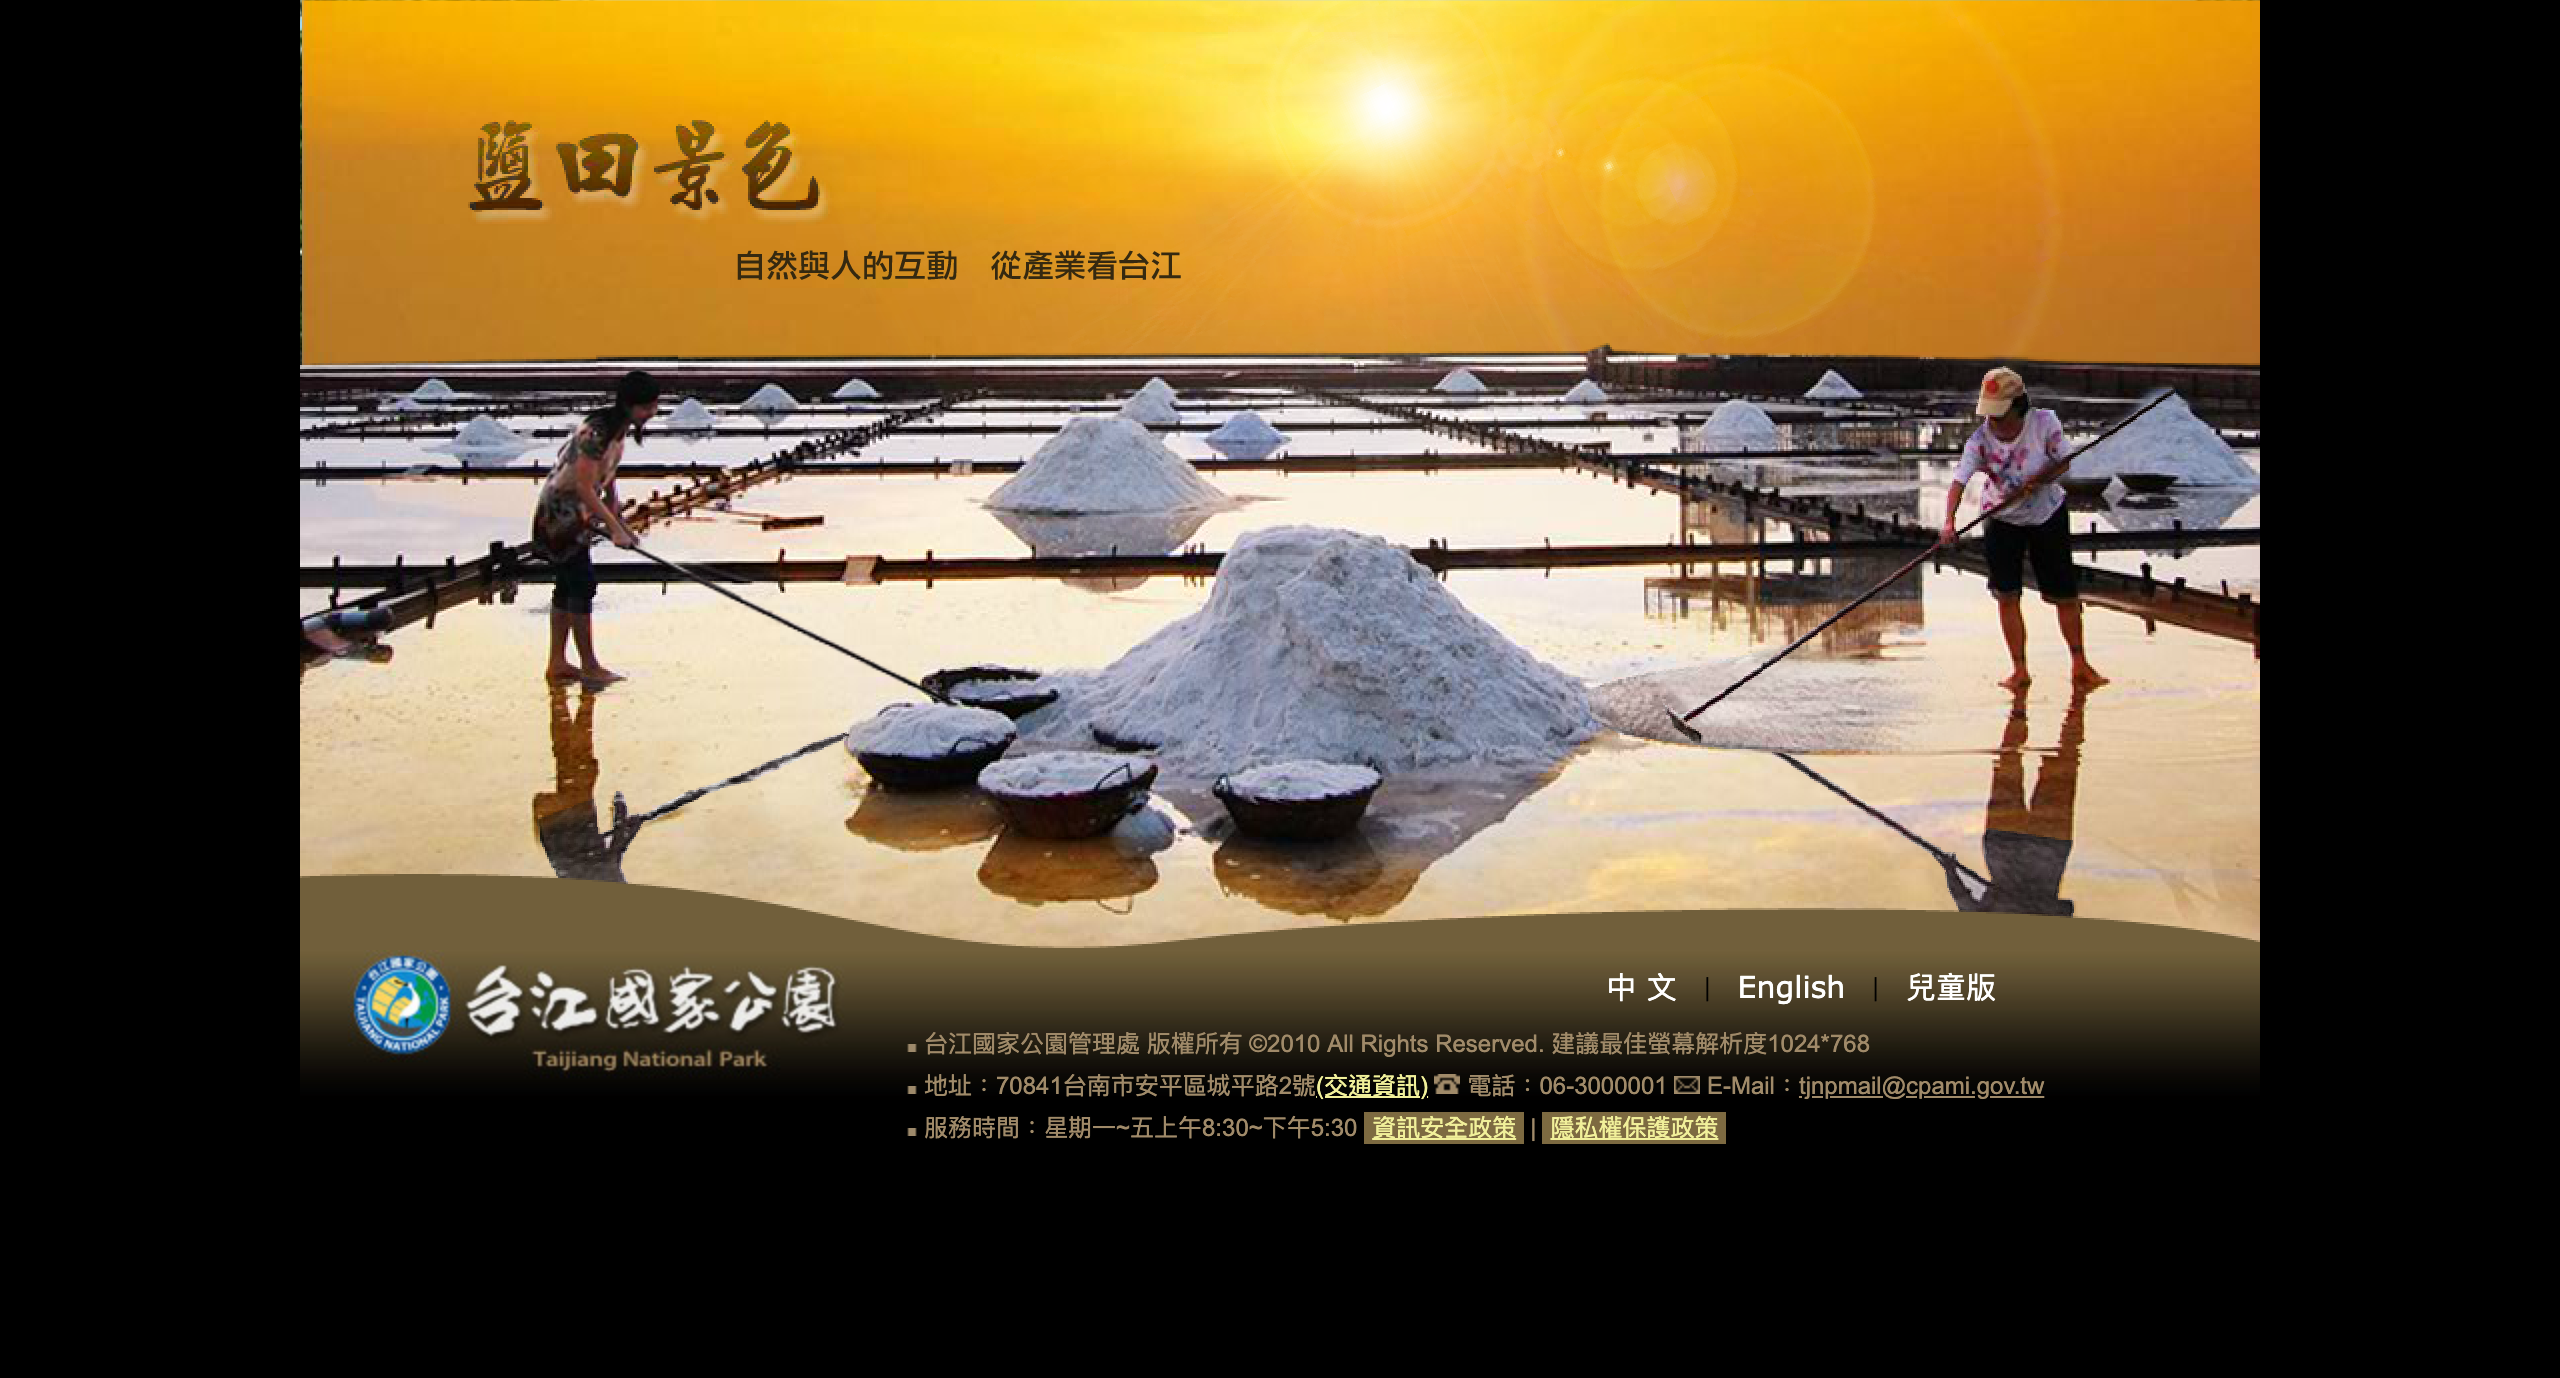 鹽田景色
自然與人的互動　從產業看台江
台江國家公園
TAIJIANG NATIONAL PARK
台江國家公園
Taijiang National Park
中 文 | English | 兒童版
台江國家公園管理處 版權所有 ©2010 All Rights Reserved. 建議最佳螢幕解析度1024*768
地址：70841台南市安平區城平路2號(交通資訊) 電話：06-3000001 E-Mail：tjnpmail@cpami.gov.tw
服務時間：星期一~五上午8:30~下午5:30 資訊安全政策 | 隱私權保護政策